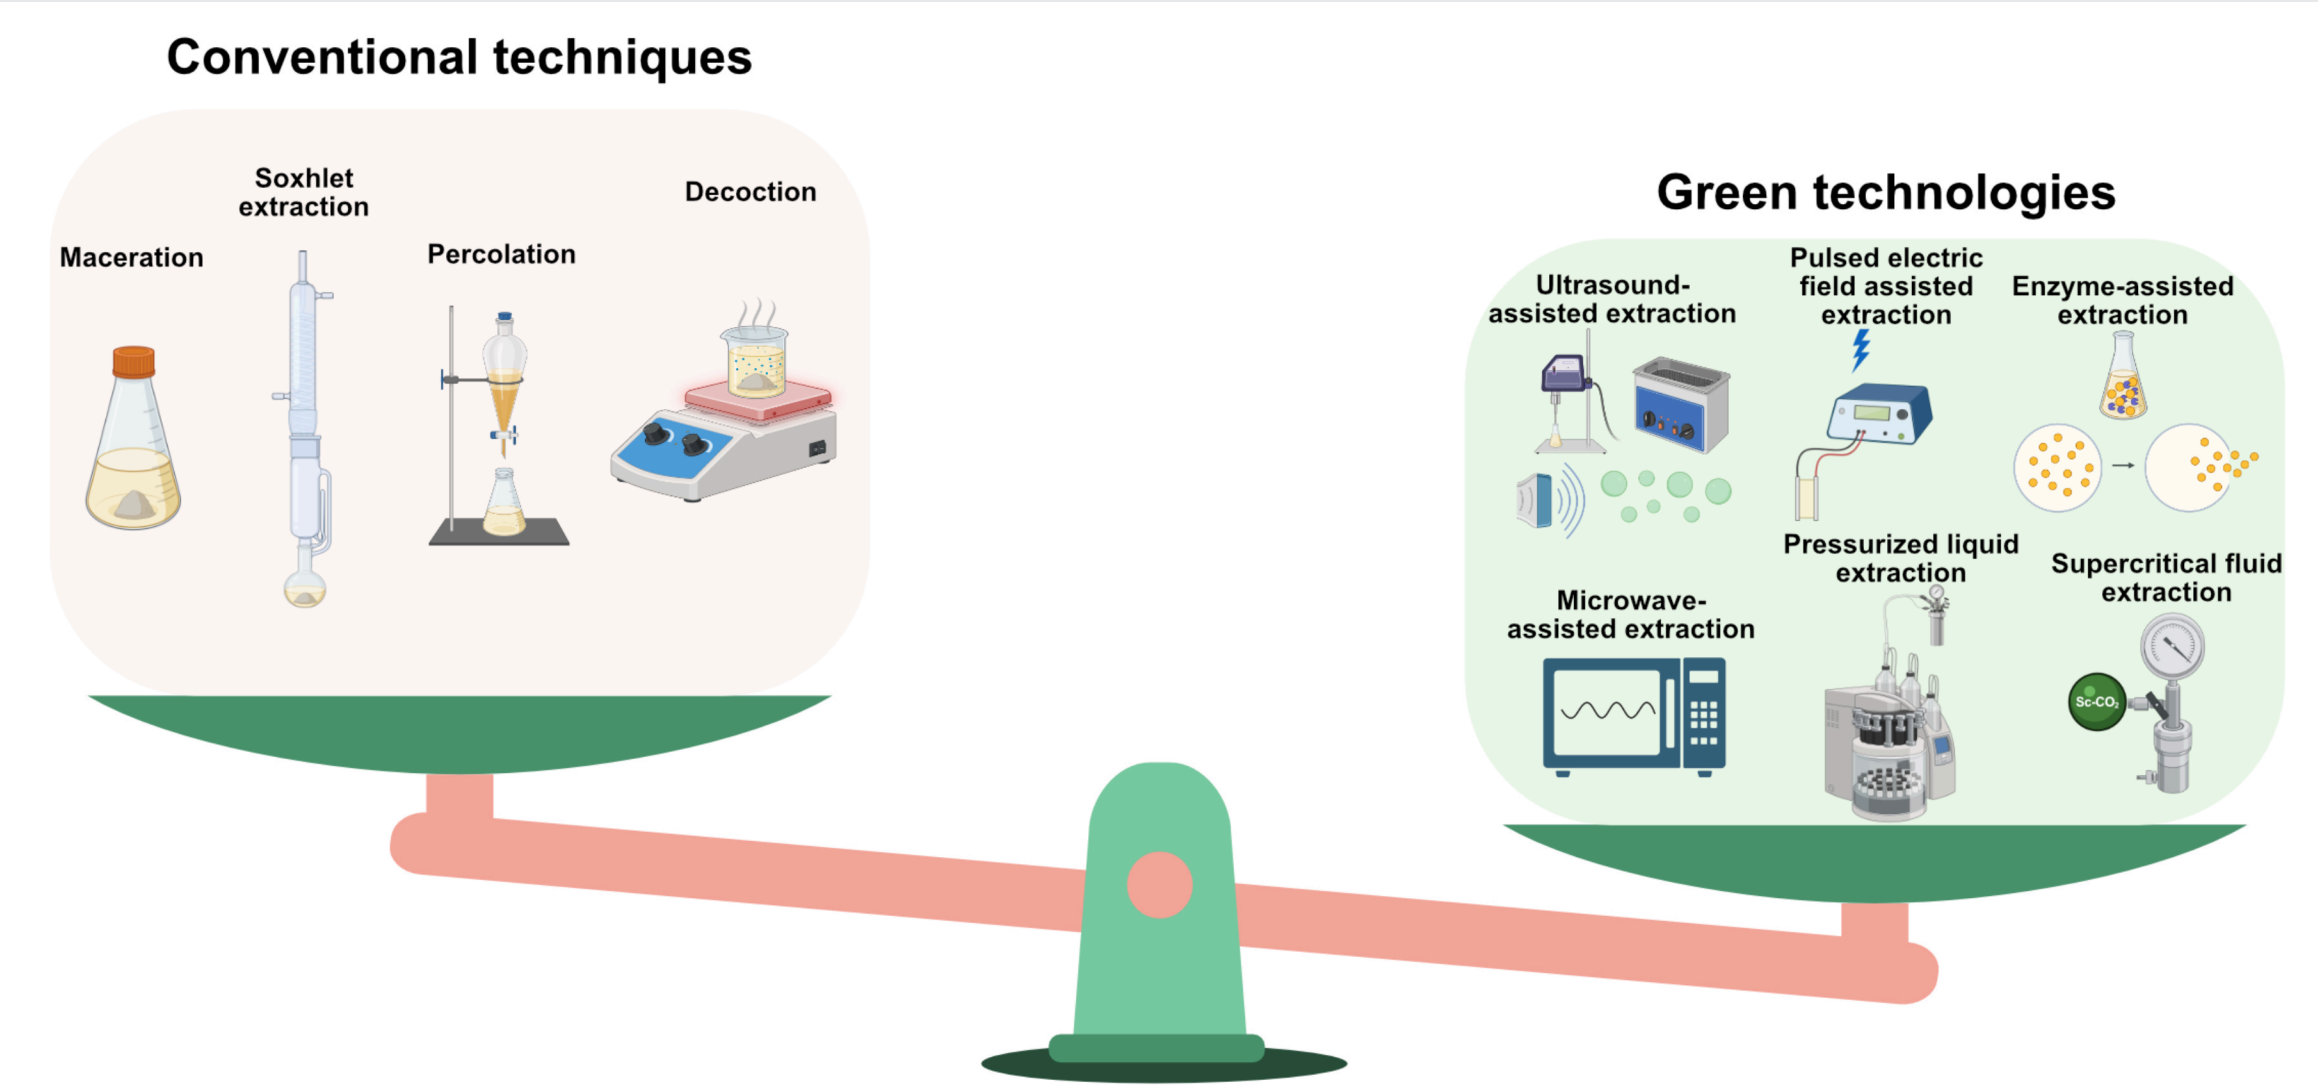 Conventional techniques
Maceration
Soxhlet
extraction
Percolation
Decoction
Green technologies
Ultrasound-
assisted extraction
Pulsed electric
field assisted
extraction
Enzyme-assisted
extraction
Microwave-
assisted extraction
Pressurized liquid
extraction
Supercritical fluid
extraction
Sc-CO₂